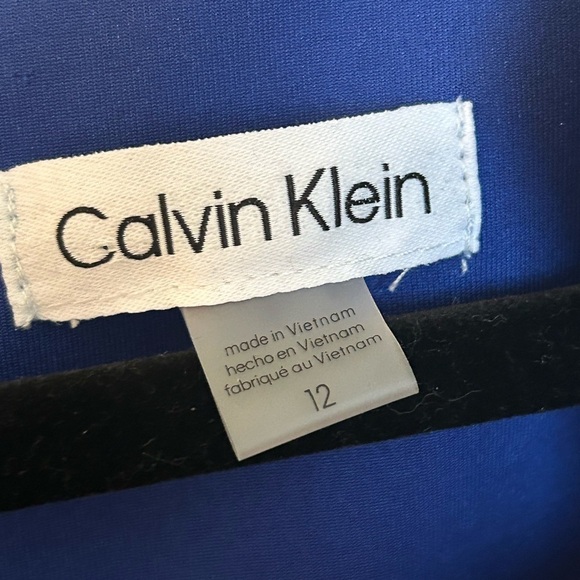 Calvin Klein
made in Vietnam
hecho en Vietnam
fabriqué au Vietnam
12